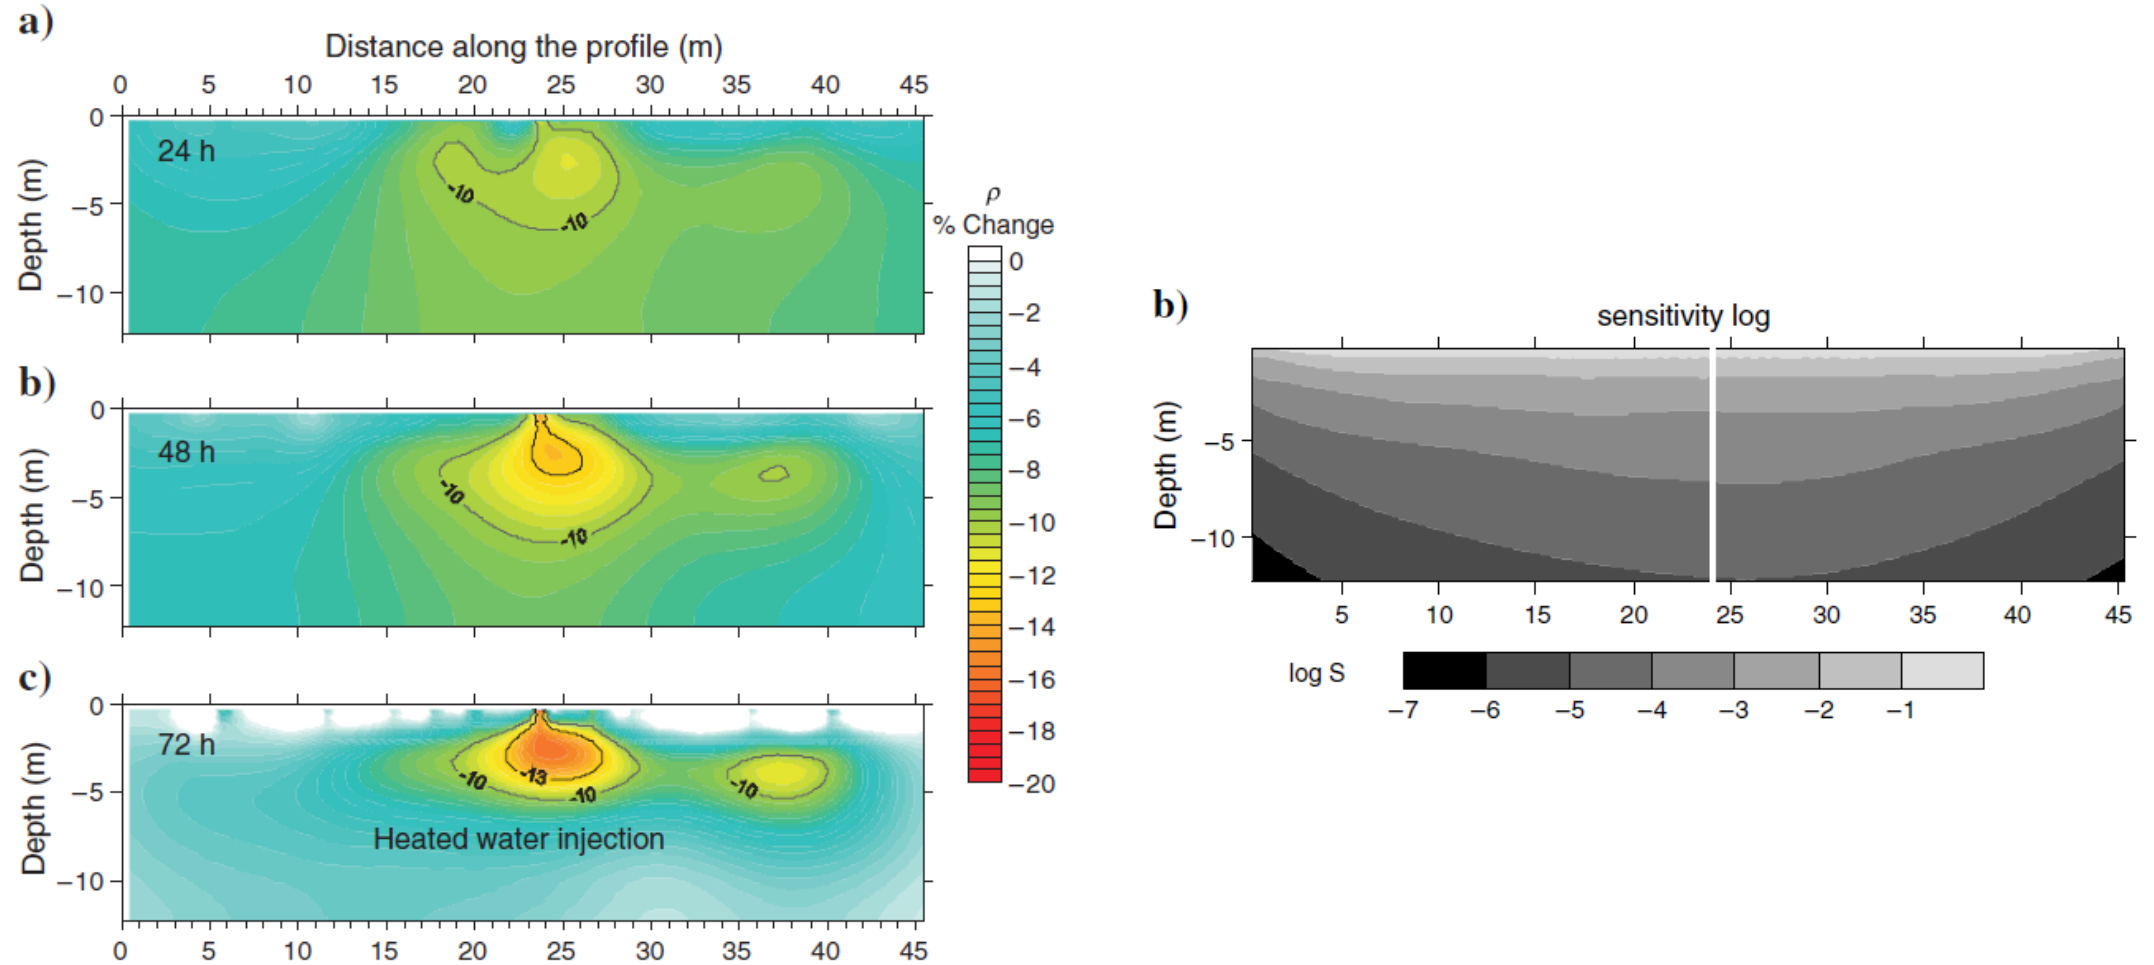 a)
Distance along the profile (m)
0 5 10 15 20 25 30 35 40 45
0
24 h
−5
−10
Depth (m)
-10
-10
b)
0
48 h
−5
−10
Depth (m)
-10
-10
c)
0
72 h
−5
−10
Depth (m)
-10
-13
-10
-10
Heated water injection
0 5 10 15 20 25 30 35 40 45
ρ
% Change
0
−2
−4
−6
−8
−10
−12
−14
−16
−18
−20
b)
sensitivity log
Depth (m)
−5
−10
5 10 15 20 25 30 35 40 45
log S
−7 −6 −5 −4 −3 −2 −1